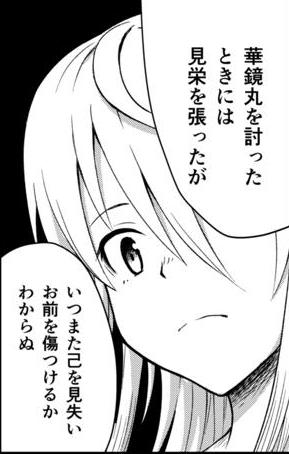 華鏡丸を討った
ときには
見栄を張ったが
いつまた己を見失い
お前を傷つけるか
わからぬ